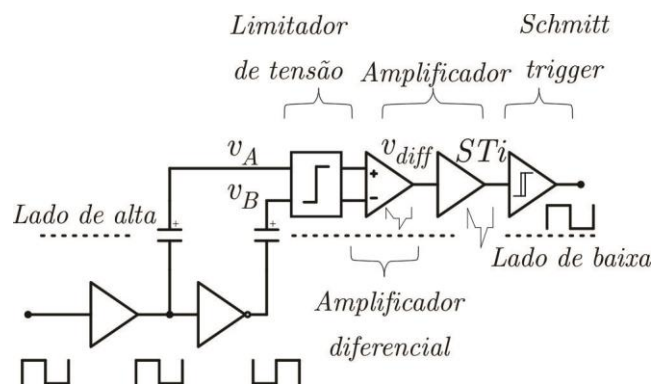 Limitador
de tensão
Amplificador
Schmitt
trigger
v_A
v_B
v_diff
STi
+
-
+
+
Lado de alta
Lado de baixa
Amplificador
diferencial